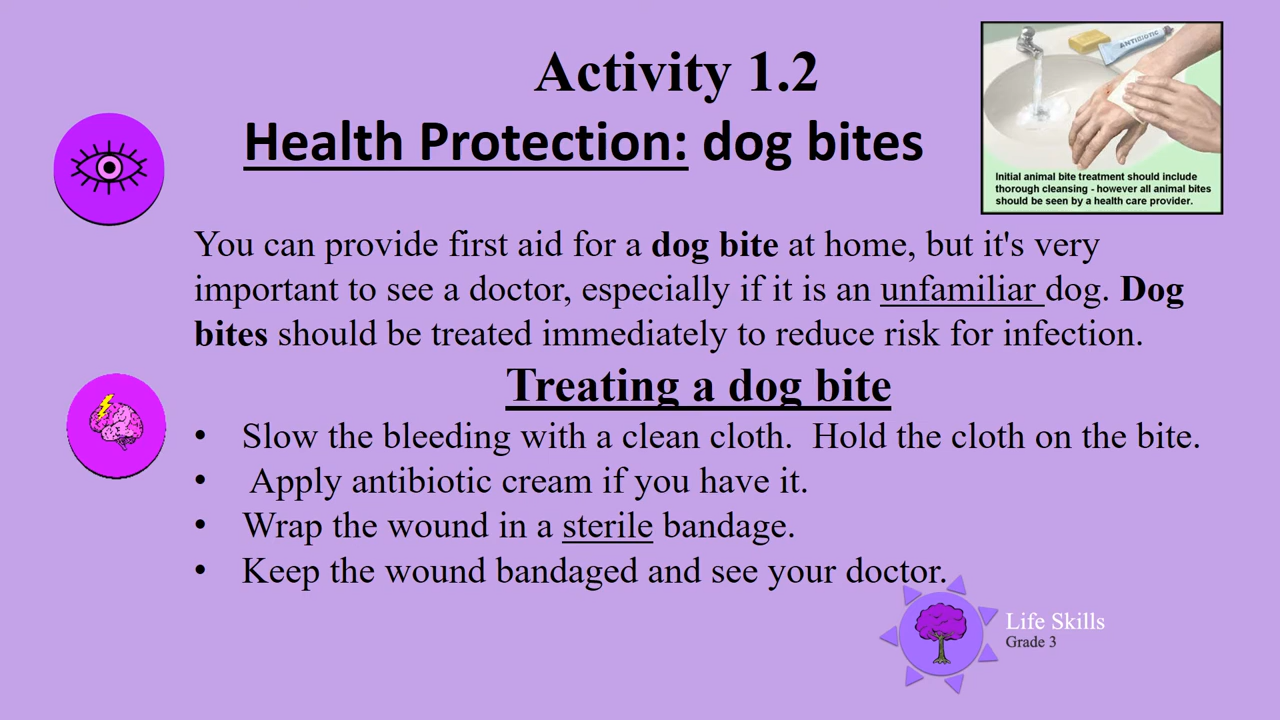 Activity 1.2
Health Protection: dog bites
ANTIBIOTIC
Initial animal bite treatment should include
thorough cleansing - however all animal bites
should be seen by a health care provider.
You can provide first aid for a dog bite at home, but it's very
important to see a doctor, especially if it is an unfamiliar dog. Dog
bites should be treated immediately to reduce risk for infection.
Treating a dog bite
• Slow the bleeding with a clean cloth.  Hold the cloth on the bite.
• Apply antibiotic cream if you have it.
• Wrap the wound in a sterile bandage.
• Keep the wound bandaged and see your doctor.
Life Skills
Grade 3